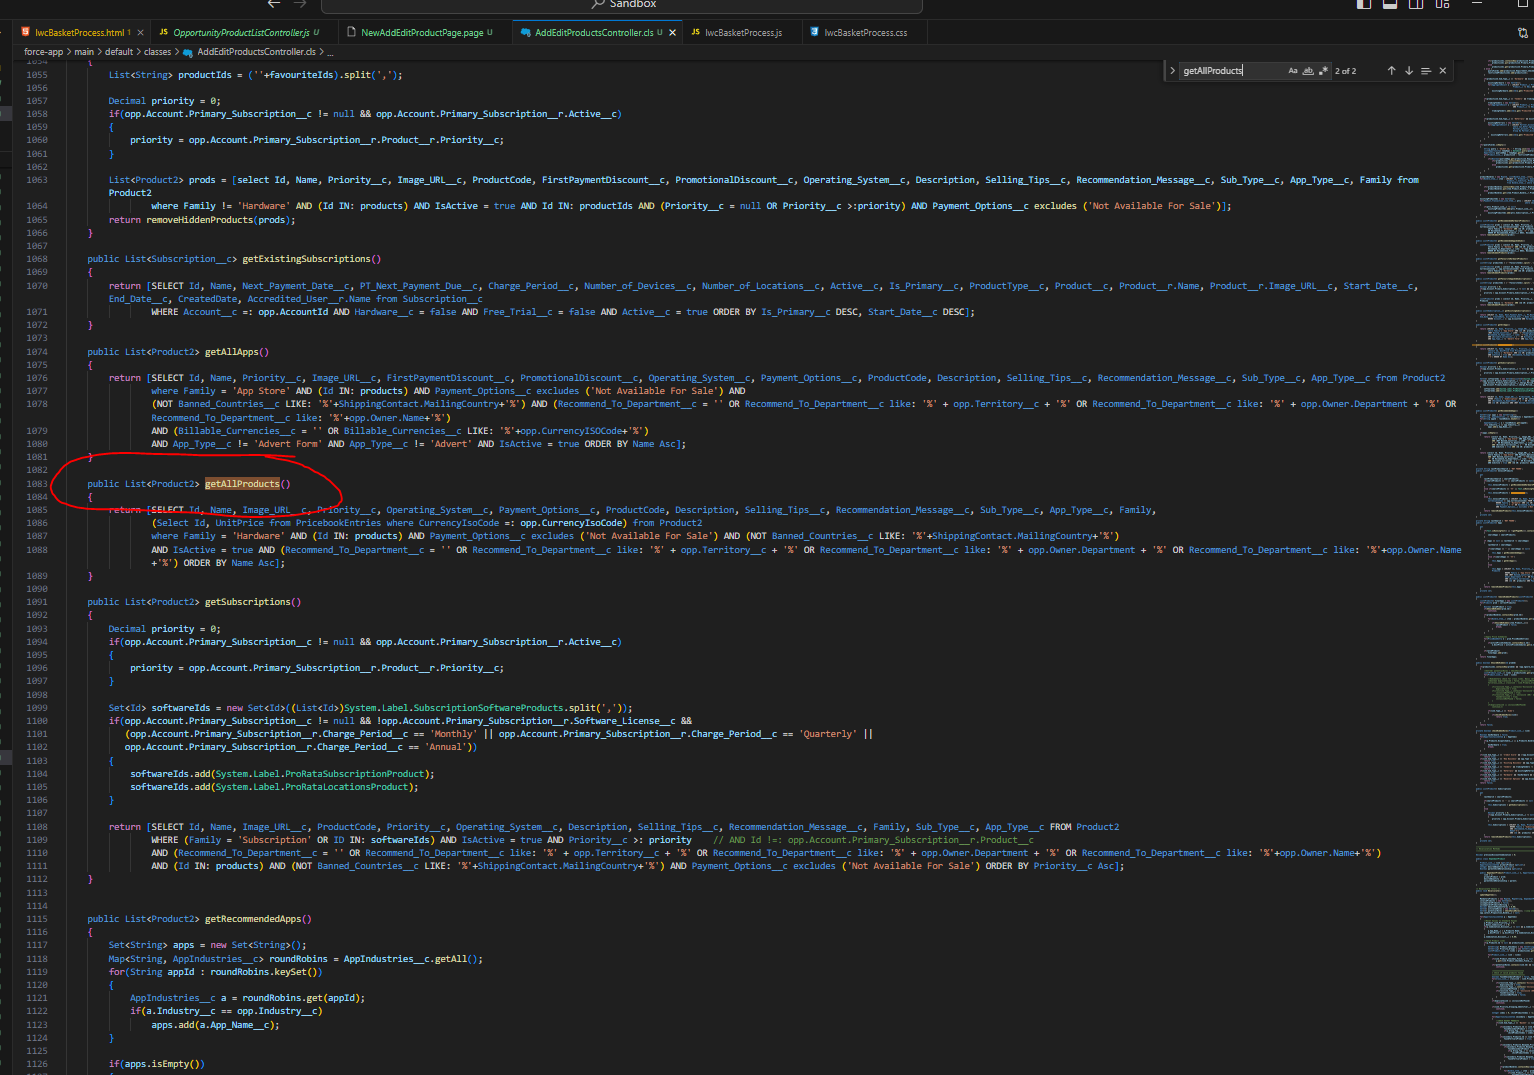 Sandbox
lwcBasketProcess.html 1 ×
JS OpportunityProductListController.js U
NewAddEditProductPage.page U
AddEditProductsController.cls U ×
JS lwcBasketProcess.js
lwcBasketProcess.css
force-app > main > default > classes > AddEditProductsController.cls > ...
getAllProducts Aa ab 2 of 2
1054 {
1055 List<String> productIds = (''+favouriteIds).split(',');
1056
1057 Decimal priority = 0;
1058 if(opp.Account.Primary_Subscription__c != null && opp.Account.Primary_Subscription__r.Active__c)
1059 {
1060 priority = opp.Account.Primary_Subscription__r.Product__r.Priority__c;
1061 }
1062
1063 List<Product2> prods = [select Id, Name, Priority__c, Image_URL__c, ProductCode, FirstPaymentDiscount__c, PromotionalDiscount__c, Operating_System__c, Description, Selling_Tips__c, Recommendation_Message__c, Sub_Type__c, App_Type__c, Family from
Product2
1064 where Family != 'Hardware' AND (Id IN: products) AND IsActive = true AND Id IN: productIds AND (Priority__c = null OR Priority__c >:priority) AND Payment_Options__c excludes ('Not Available For Sale')];
1065 return removeHiddenProducts(prods);
1066 }
1067
1068 public List<Subscription__c> getExistingSubscriptions()
1069 {
1070 return [SELECT Id, Name, Next_Payment_Date__c, PT_Next_Payment_Due__c, Charge_Period__c, Number_of_Devices__c, Number_of_Locations__c, Active__c, Is_Primary__c, ProductType__c, Product__c, Product__r.Name, Product__r.Image_URL__c, Start_Date__c,
End_Date__c, CreatedDate, Accredited_User__r.Name from Subscription__c
1071 WHERE Account__c =: opp.AccountId AND Hardware__c = false AND Free_Trial__c = false AND Active__c = true ORDER BY Is_Primary__c DESC, Start_Date__c DESC];
1072 }
1073
1074 public List<Product2> getAllApps()
1075 {
1076 return [SELECT Id, Name, Priority__c, Image_URL__c, FirstPaymentDiscount__c, PromotionalDiscount__c, Operating_System__c, Payment_Options__c, ProductCode, Description, Selling_Tips__c, Recommendation_Message__c, Sub_Type__c, App_Type__c from Product2
1077 where Family = 'App Store' AND (Id IN: products) AND Payment_Options__c excludes ('Not Available For Sale') AND
1078 (NOT Banned_Countries__c LIKE: '%'+ShippingContact.MailingCountry+'%') AND (Recommend_To_Department__c = '' OR Recommend_To_Department__c like: '%' + opp.Territory__c + '%' OR Recommend_To_Department__c like: '%' + opp.Owner.Department + '%' OR
Recommend_To_Department__c like: '%'+opp.Owner.Name+'%')
1079 AND (Billable_Currencies__c = '' OR Billable_Currencies__c LIKE: '%'+opp.CurrencyISOCode+'%')
1080 AND App_Type__c != 'Advert Form' AND App_Type__c != 'Advert' AND IsActive = true ORDER BY Name Asc];
1081 }
1082
1083 public List<Product2> getAllProducts()
1084 {
1085 return [SELECT Id, Name, Image_URL__c, Priority__c, Operating_System__c, Payment_Options__c, ProductCode, Description, Selling_Tips__c, Recommendation_Message__c, Sub_Type__c, App_Type__c, Family,
1086 (Select Id, UnitPrice from PricebookEntries where CurrencyIsoCode =: opp.CurrencyIsoCode) from Product2
1087 where Family = 'Hardware' AND (Id IN: products) AND Payment_Options__c excludes ('Not Available For Sale') AND (NOT Banned_Countries__c LIKE: '%'+ShippingContact.MailingCountry+'%')
1088 AND IsActive = true AND (Recommend_To_Department__c = '' OR Recommend_To_Department__c like: '%' + opp.Territory__c + '%' OR Recommend_To_Department__c like: '%' + opp.Owner.Department + '%' OR Recommend_To_Department__c like: '%'+opp.Owner.Name
+'%') ORDER BY Name Asc];
1089 }
1090
1091 public List<Product2> getSubscriptions()
1092 {
1093 Decimal priority = 0;
1094 if(opp.Account.Primary_Subscription__c != null && opp.Account.Primary_Subscription__r.Active__c)
1095 {
1096 priority = opp.Account.Primary_Subscription__r.Product__r.Priority__c;
1097 }
1098
1099 Set<Id> softwareIds = new Set<Id>((List<Id>)System.Label.SubscriptionSoftwareProducts.split(','));
1100 if(opp.Account.Primary_Subscription__c != null && !opp.Account.Primary_Subscription__r.Software_License__c &&
1101 (opp.Account.Primary_Subscription__r.Charge_Period__c == 'Monthly' || opp.Account.Primary_Subscription__r.Charge_Period__c == 'Quarterly' ||
1102 opp.Account.Primary_Subscription__r.Charge_Period__c == 'Annual'))
1103 {
1104 softwareIds.add(System.Label.ProRataSubscriptionProduct);
1105 softwareIds.add(System.Label.ProRataLocationsProduct);
1106 }
1107
1108 return [SELECT Id, Name, Image_URL__c, ProductCode, Priority__c, Operating_System__c, Description, Selling_Tips__c, Recommendation_Message__c, Family, Sub_Type__c, App_Type__c FROM Product2
1109 WHERE (Family = 'Subscription' OR ID IN: softwareIds) AND IsActive = true AND Priority__c >: priority // AND Id !=: opp.Account.Primary_Subscription__r.Product__c
1110 AND (Recommend_To_Department__c = '' OR Recommend_To_Department__c like: '%' + opp.Territory__c + '%' OR Recommend_To_Department__c like: '%' + opp.Owner.Department + '%' OR Recommend_To_Department__c like: '%'+opp.Owner.Name+'%')
1111 AND (Id IN: products) AND (NOT Banned_Countries__c LIKE: '%'+ShippingContact.MailingCountry+'%') AND Payment_Options__c excludes ('Not Available For Sale') ORDER BY Priority__c Asc];
1112 }
1113
1114
1115 public List<Product2> getRecommendedApps()
1116 {
1117 Set<String> apps = new Set<String>();
1118 Map<String, AppIndustries__c> roundRobins = AppIndustries__c.getAll();
1119 for(String appId : roundRobins.keySet())
1120 {
1121 AppIndustries__c a = roundRobins.get(appId);
1122 if(a.Industry__c == opp.Industry__c)
1123 apps.add(a.App_Name__c);
1124 }
1125
1126 if(apps.isEmpty())